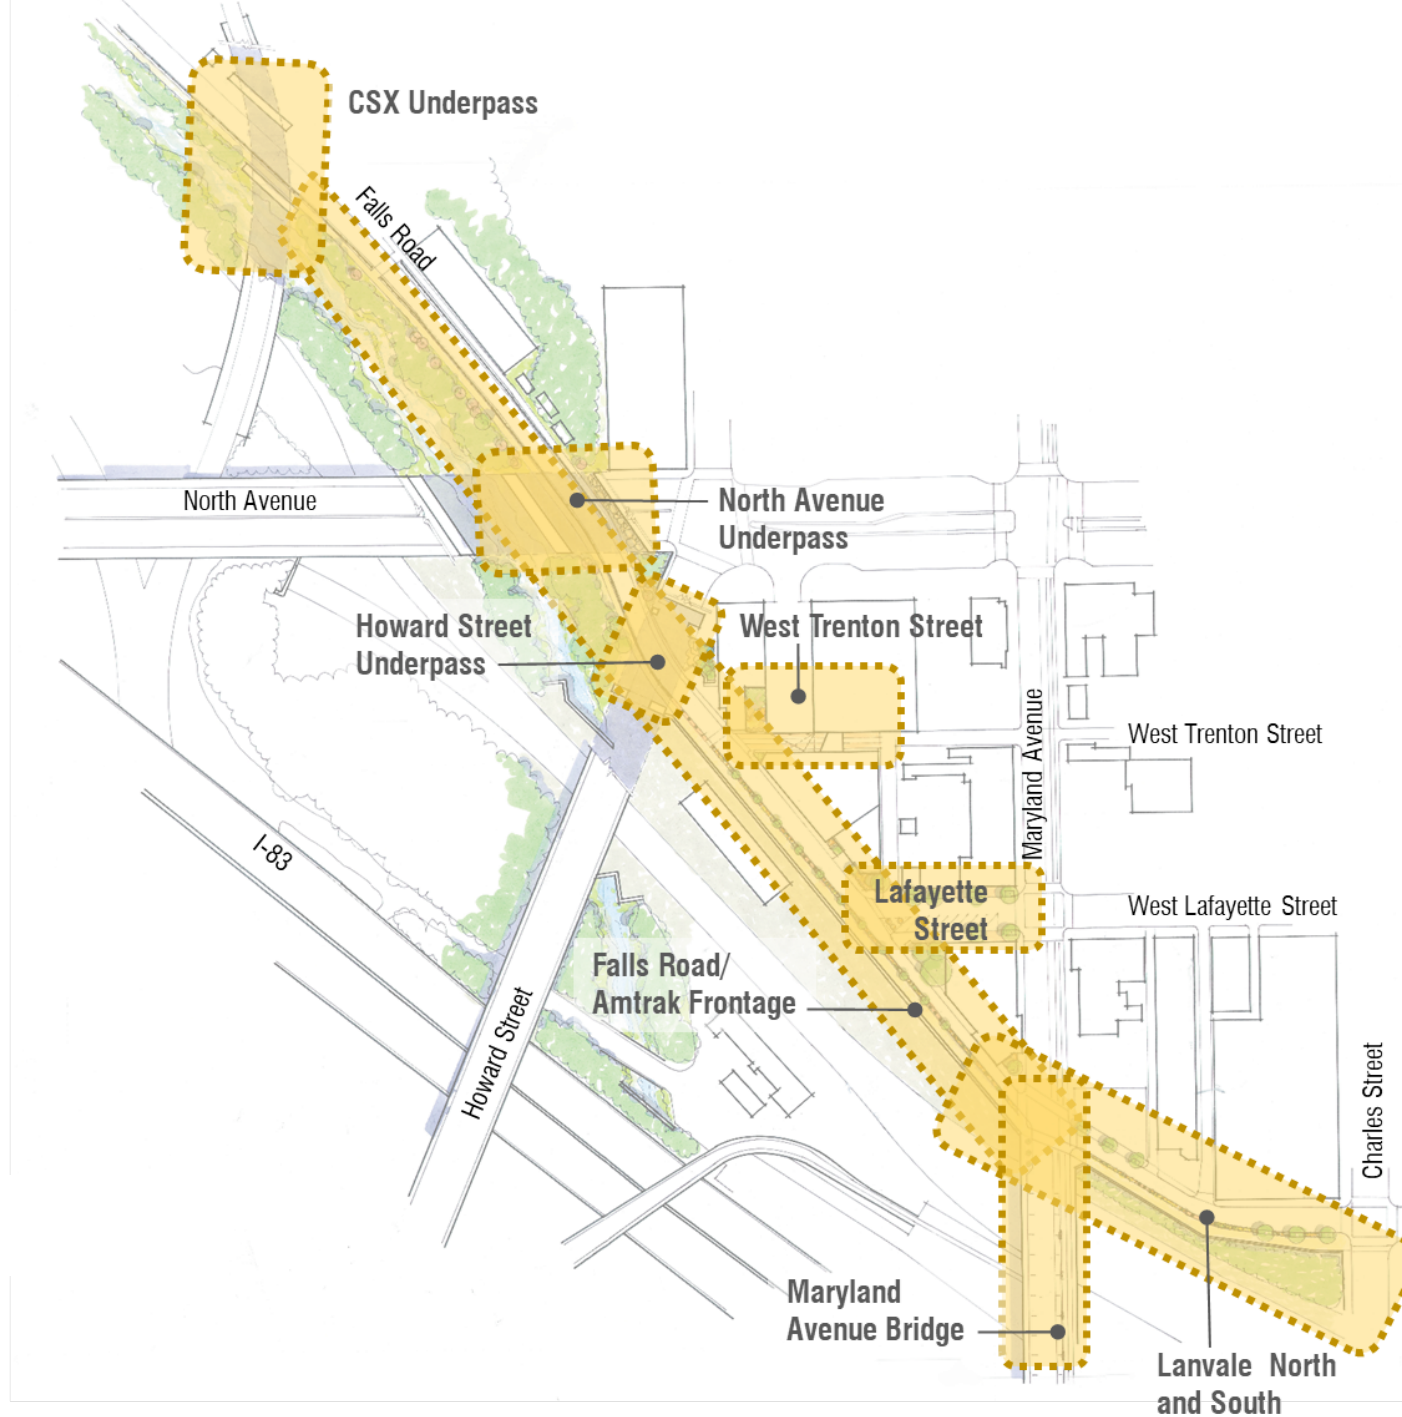 CSX Underpass
Falls Road
North Avenue
North Avenue
Underpass
Howard Street
Underpass
West Trenton Street
Maryland Avenue
West Trenton Street
I-83
Lafayette
Street
West Lafayette Street
Falls Road/
Amtrak Frontage
Howard Street
Charles Street
Maryland
Avenue Bridge
Lanvale North
and South